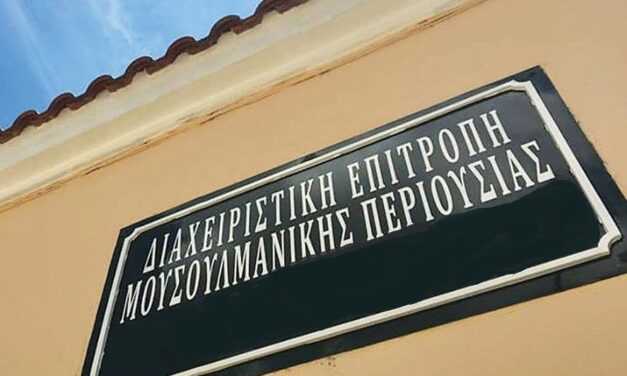 ΔΙΑΧΕΙΡΙΣΤΙΚΗ ΕΠΙΤΡΟΠΗ
ΜΟΥΣΟΥΛΜΑΝΙΚΗΣ ΠΕΡΙΟΥΣΙΑΣ